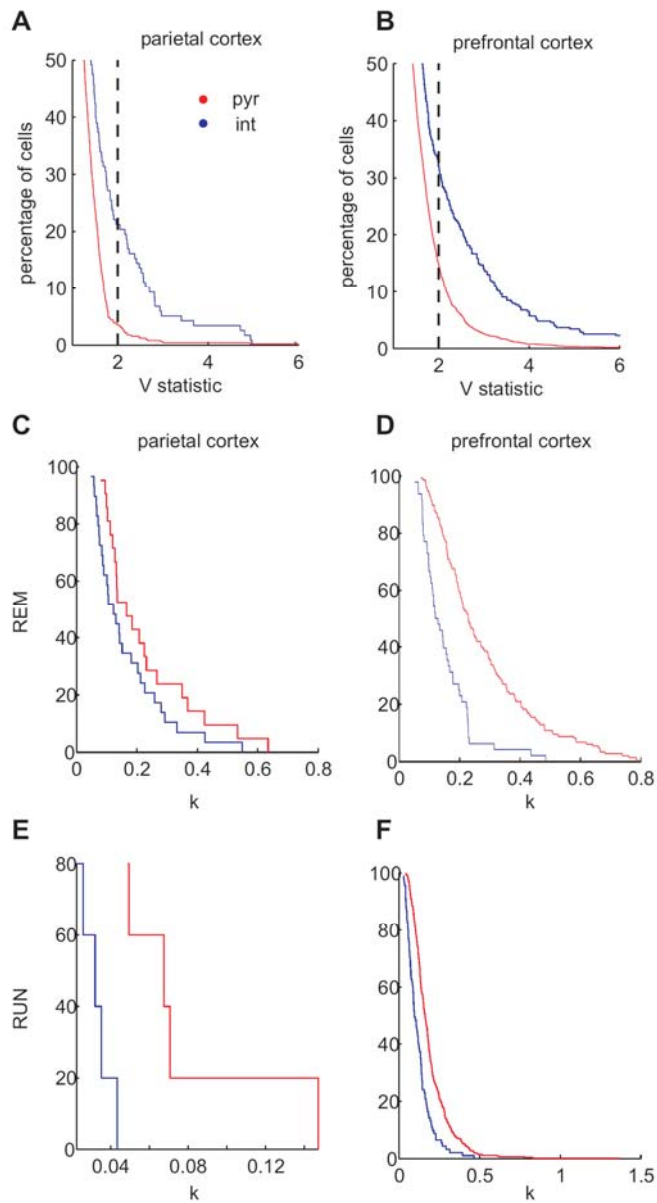 A
parietal cortex
50
40
30
20
10
0
percentage of cells
2
4
6
V statistic
pyr
int
B
prefrontal cortex
50
40
30
20
10
0
percentage of cells
2
4
6
V statistic
C
parietal cortex
100
80
60
40
20
0
REM
0
0.2
0.4
0.6
0.8
k
D
prefrontal cortex
100
80
60
40
20
0
0
0.2
0.4
0.6
0.8
k
E
80
60
40
20
0
RUN
0.04
0.08
0.12
k
F
100
80
60
40
20
0
0
0.5
1
1.5
k